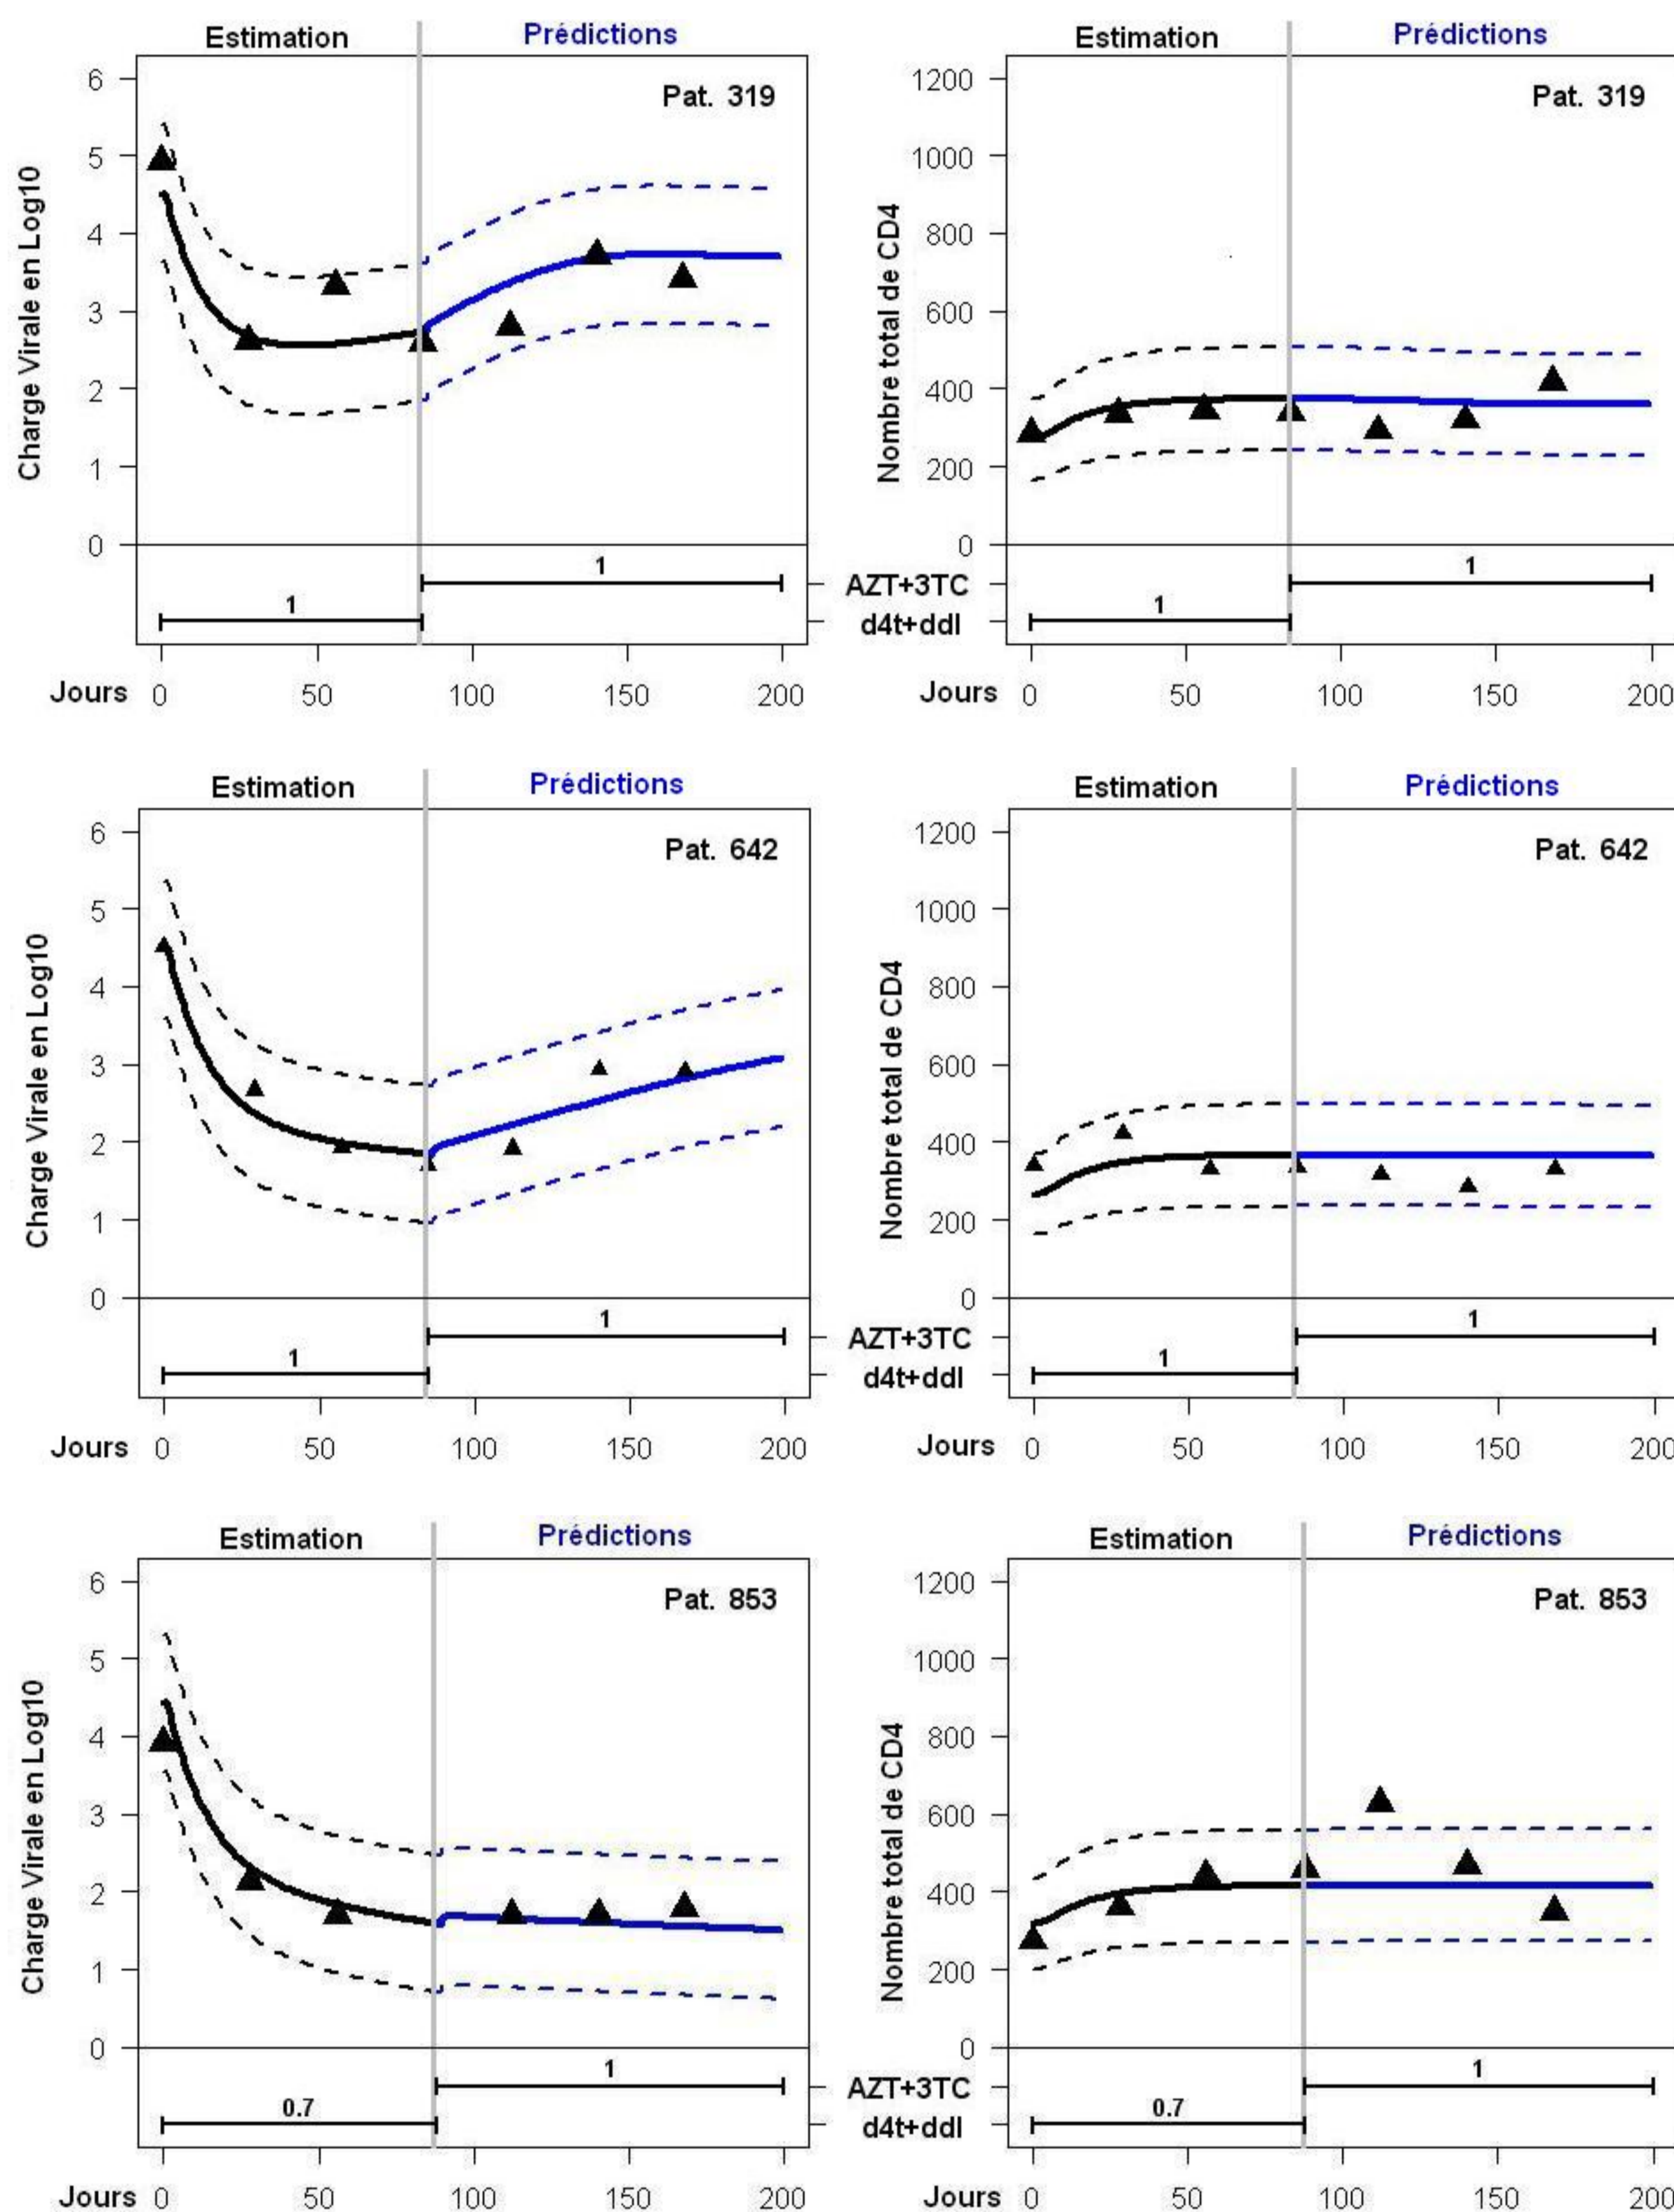 Estimation Prédictions Estimation Prédictions
Charge Virale en Log10
6 5 4 3 2 1 0
Pat. 319
1
1
Nombre total de CD4
1200 1000 800 600 400 200 0
Pat. 319
1
1
AZT+3TC
d4t+ddI
Jours 0 50 100 150 200
Jours 0 50 100 150 200
Estimation Prédictions Estimation Prédictions
Charge Virale en Log10
6 5 4 3 2 1 0
Pat. 642
1
1
Nombre total de CD4
1200 1000 800 600 400 200 0
Pat. 642
1
1
AZT+3TC
d4t+ddI
Jours 0 50 100 150 200
Jours 0 50 100 150 200
Estimation Prédictions Estimation Prédictions
Charge Virale en Log10
6 5 4 3 2 1 0
Pat. 853
1
0.7
Nombre total de CD4
1200 1000 800 600 400 200 0
Pat. 853
1
0.7
AZT+3TC
d4t+ddI
Jours 0 50 100 150 200
Jours 0 50 100 150 200